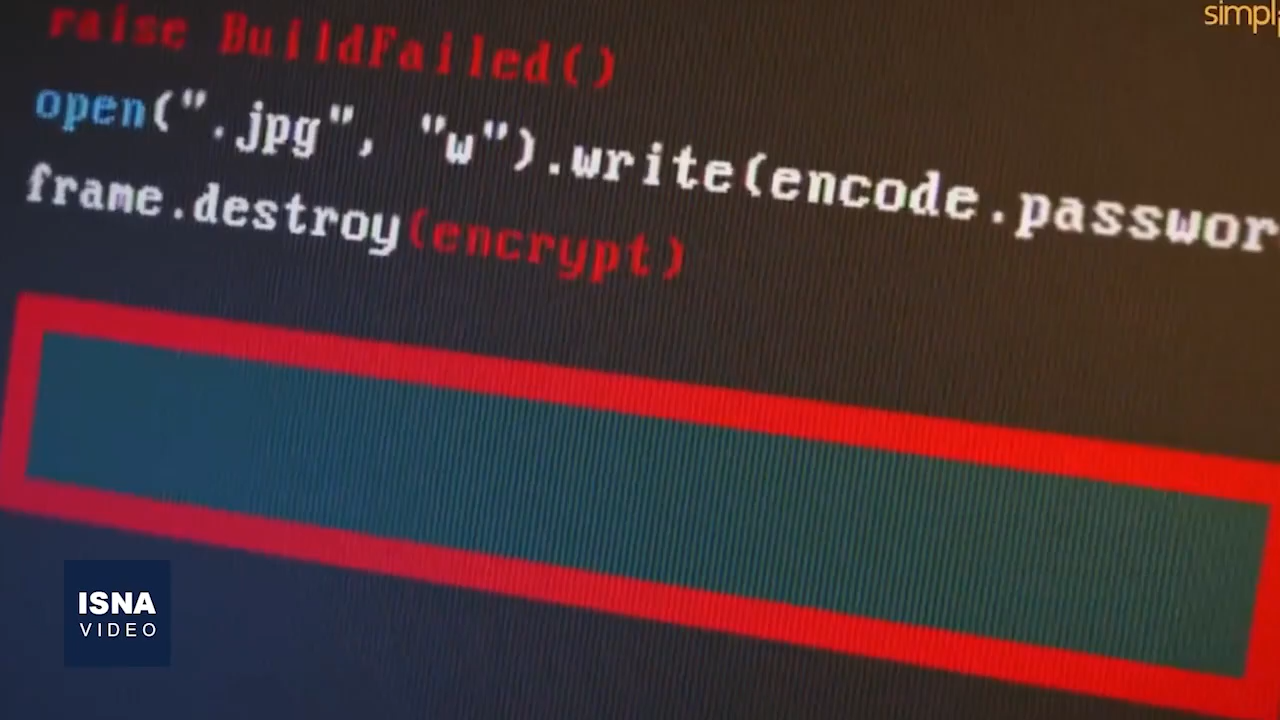 simpl
raise BuildFailed()
open(".jpg", "w").write(encode.passwor
frame.destroy(encrypt)
ISNA
VIDEO